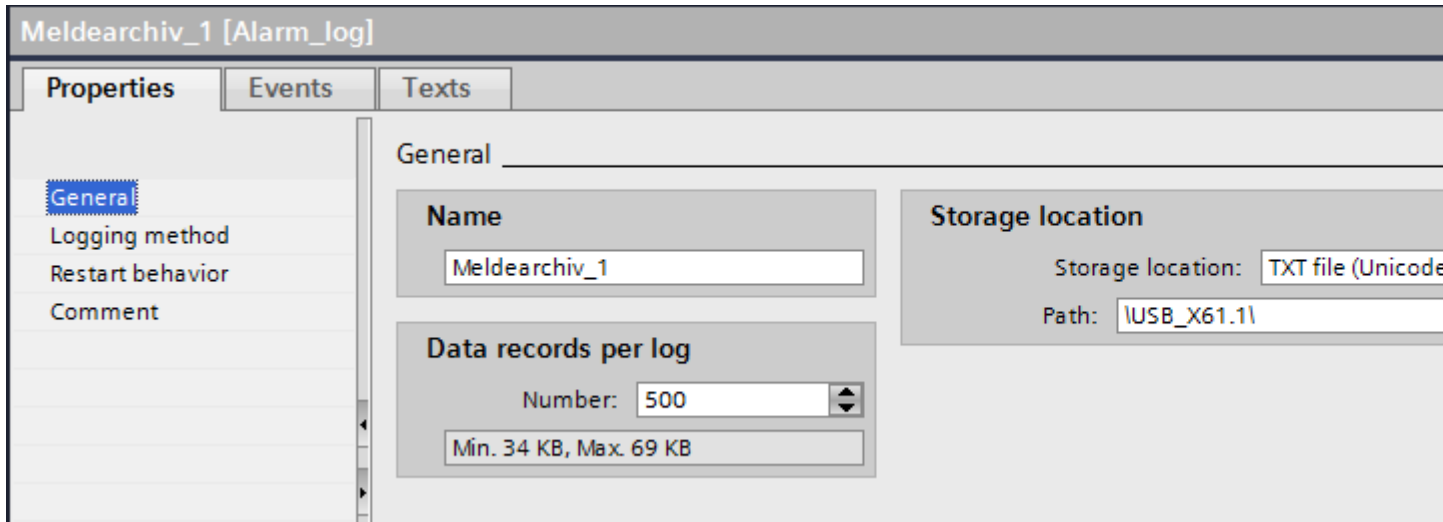 Meldearchiv_1 [Alarm_log]
Properties Events Texts
General
Logging method
Restart behavior
Comment
General
Name
Meldearchiv_1
Data records per log
Number: 500
Min. 34 KB, Max. 69 KB
Storage location
Storage location: TXT file (Unicode
Path: \USB_X61.1\